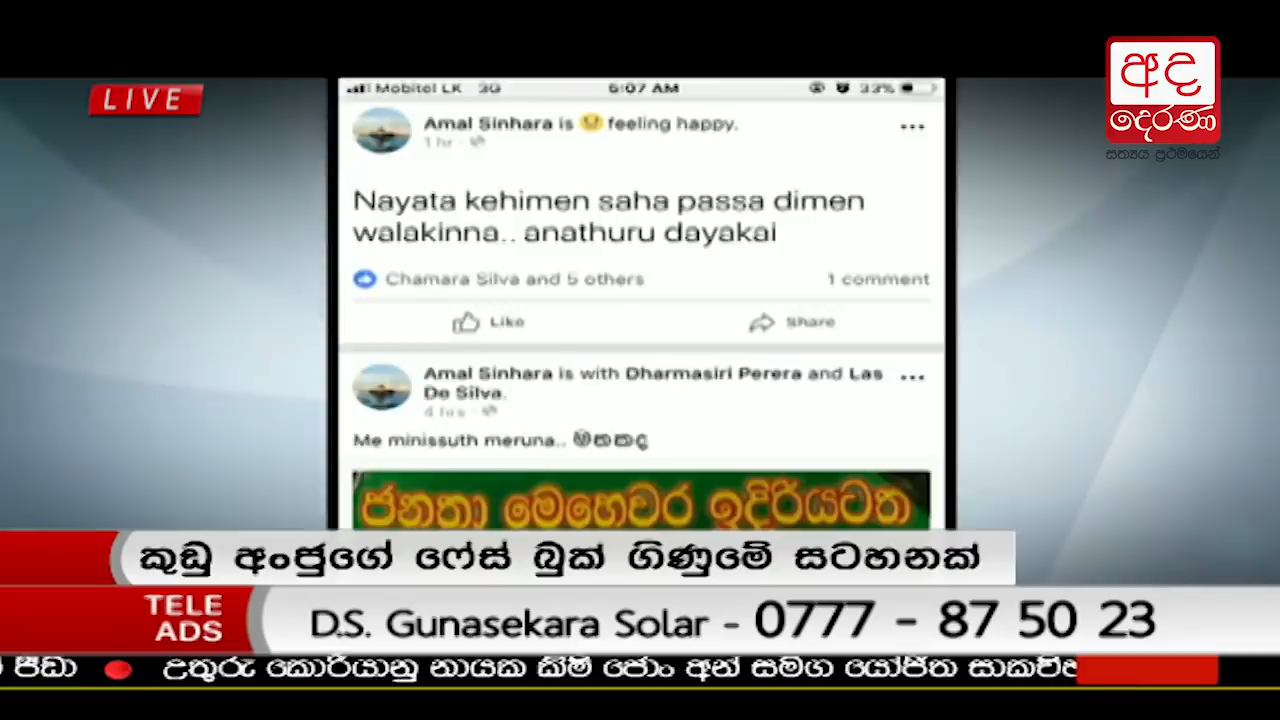 LIVE
අද
දෙරණ
සත්‍යය ප්‍රථමයෙන්
Mobitel LK 3G 6:07 AM 33%
Amal Sinhara is feeling happy.
1 hr
Nayata kehimen saha passa dimen
walakinna.. anathuru dayakai
Chamara Silva and 5 others 1 comment
Like Share
Amal Sinhara is with Dharmasiri Perera and Las
De Silva.
4 hrs
Me minissuth meruna..
ජනතා මෙහෙවර ඉදිරියටත
කුඩු අංජුගේ ෆේස් බුක් ගිණුමේ සටහනක්
TELE
ADS
D.S. Gunasekara Solar - 0777 - 87 50 23
පීඩා ● උතුරු කොරියානු නායක කිම් ජොං අන් සමග යෝජිත